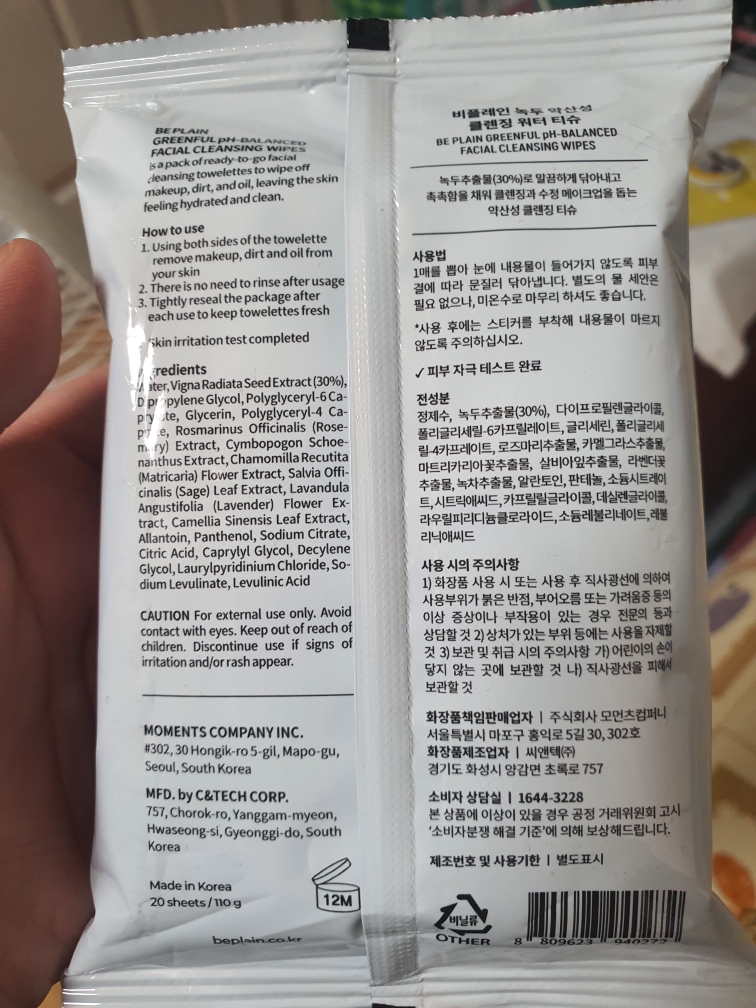 BE PLAIN
GREENFUL pH-BALANCED
FACIAL CLEANSING WIPES
is a pack of ready-to-go facial
cleansing towelettes to wipe off
makeup, dirt, and oil, leaving the skin
feeling hydrated and clean.
How to use
1. Using both sides of the towelette
remove makeup, dirt and oil from
your skin
2. There is no need to rinse after usage
3. Tightly reseal the package after
each use to keep towelettes fresh
Skin irritation test completed
Ingredients
Water, Vigna Radiata Seed Extract (30%),
Dipropylene Glycol, Polyglyceryl-6 Ca-
prylate, Glycerin, Polyglyceryl-4 Ca-
prate, Rosmarinus Officinalis (Rose-
mary) Extract, Cymbopogon Schoe-
nanthus Extract, Chamomilla Recutita
(Matricaria) Flower Extract, Salvia Offi-
cinalis (Sage) Leaf Extract, Lavandula
Angustifolia (Lavender) Flower Ex-
tract, Camellia Sinensis Leaf Extract,
Allantoin, Panthenol, Sodium Citrate,
Citric Acid, Caprylyl Glycol, Decylene
Glycol, Laurylpyridinium Chloride, So-
dium Levulinate, Levulinic Acid
CAUTION For external use only. Avoid
contact with eyes. Keep out of reach of
children. Discontinue use if signs of
irritation and/or rash appear.
MOMENTS COMPANY INC.
#302, 30 Hongik-ro 5-gil, Mapo-gu,
Seoul, South Korea
MFD. by C&TECH CORP.
757, Chorok-ro, Yanggam-myeon,
Hwaseong-si, Gyeonggi-do, South
Korea
Made in Korea
20 sheets / 110 g
12M
beplain.co.kr
비플레인 녹두 약산성
클렌징 워터 티슈
BE PLAIN GREENFUL pH-BALANCED
FACIAL CLEANSING WIPES
녹두추출물(30%)로 말끔하게 닦아내고
촉촉함을 채워 클렌징과 수정 메이크업을 돕는
약산성 클렌징 티슈
사용법
1매를 뽑아 눈에 내용물이 들어가지 않도록 피부
결에 따라 문질러 닦아냅니다. 별도의 물 세안은
필요 없으나, 미온수로 마무리 하셔도 좋습니다.
*사용 후에는 스티커를 부착해 내용물이 마르지
않도록 주의하십시오.
✓ 피부 자극 테스트 완료
전성분
정제수, 녹두추출물(30%), 다이프로필렌글라이콜,
폴리글리세릴-6카프릴레이트, 글리세린, 폴리글리세
릴-4카프레이트, 로즈마리추출물, 카멜그라스추출물,
마트리카리아꽃추출물, 살비아잎추출물, 라벤더꽃
추출물, 녹차추출물, 알란토인, 판테놀, 소듐시트레이
트, 시트릭애씨드, 카프릴릴글라이콜, 데실렌글라이콜,
라우릴피리디늄클로라이드, 소듐레불리네이트, 레불
리닉애씨드
사용 시의 주의사항
1) 화장품 사용 시 또는 사용 후 직사광선에 의하여
사용부위가 붉은 반점, 부어오름 또는 가려움증 등의
이상 증상이나 부작용이 있는 경우 전문의 등과
상담할 것 2) 상처가 있는 부위 등에는 사용을 자제할
것 3) 보관 및 취급 시의 주의사항 가) 어린이의 손이
닿지 않는 곳에 보관할 것 나) 직사광선을 피해서
보관할 것
화장품책임판매업자 | 주식회사 모먼츠컴퍼니
서울특별시 마포구 홍익로 5길 30, 302호
화장품제조업자 | 씨앤텍㈜
경기도 화성시 양감면 초록로 757
소비자 상담실 | 1644-3228
본 상품에 이상이 있을 경우 공정 거래위원회 고시
'소비자분쟁 해결 기준'에 의해 보상해드립니다.
제조번호 및 사용기한 | 별도표시
비닐류
OTHER
8 809623 940272